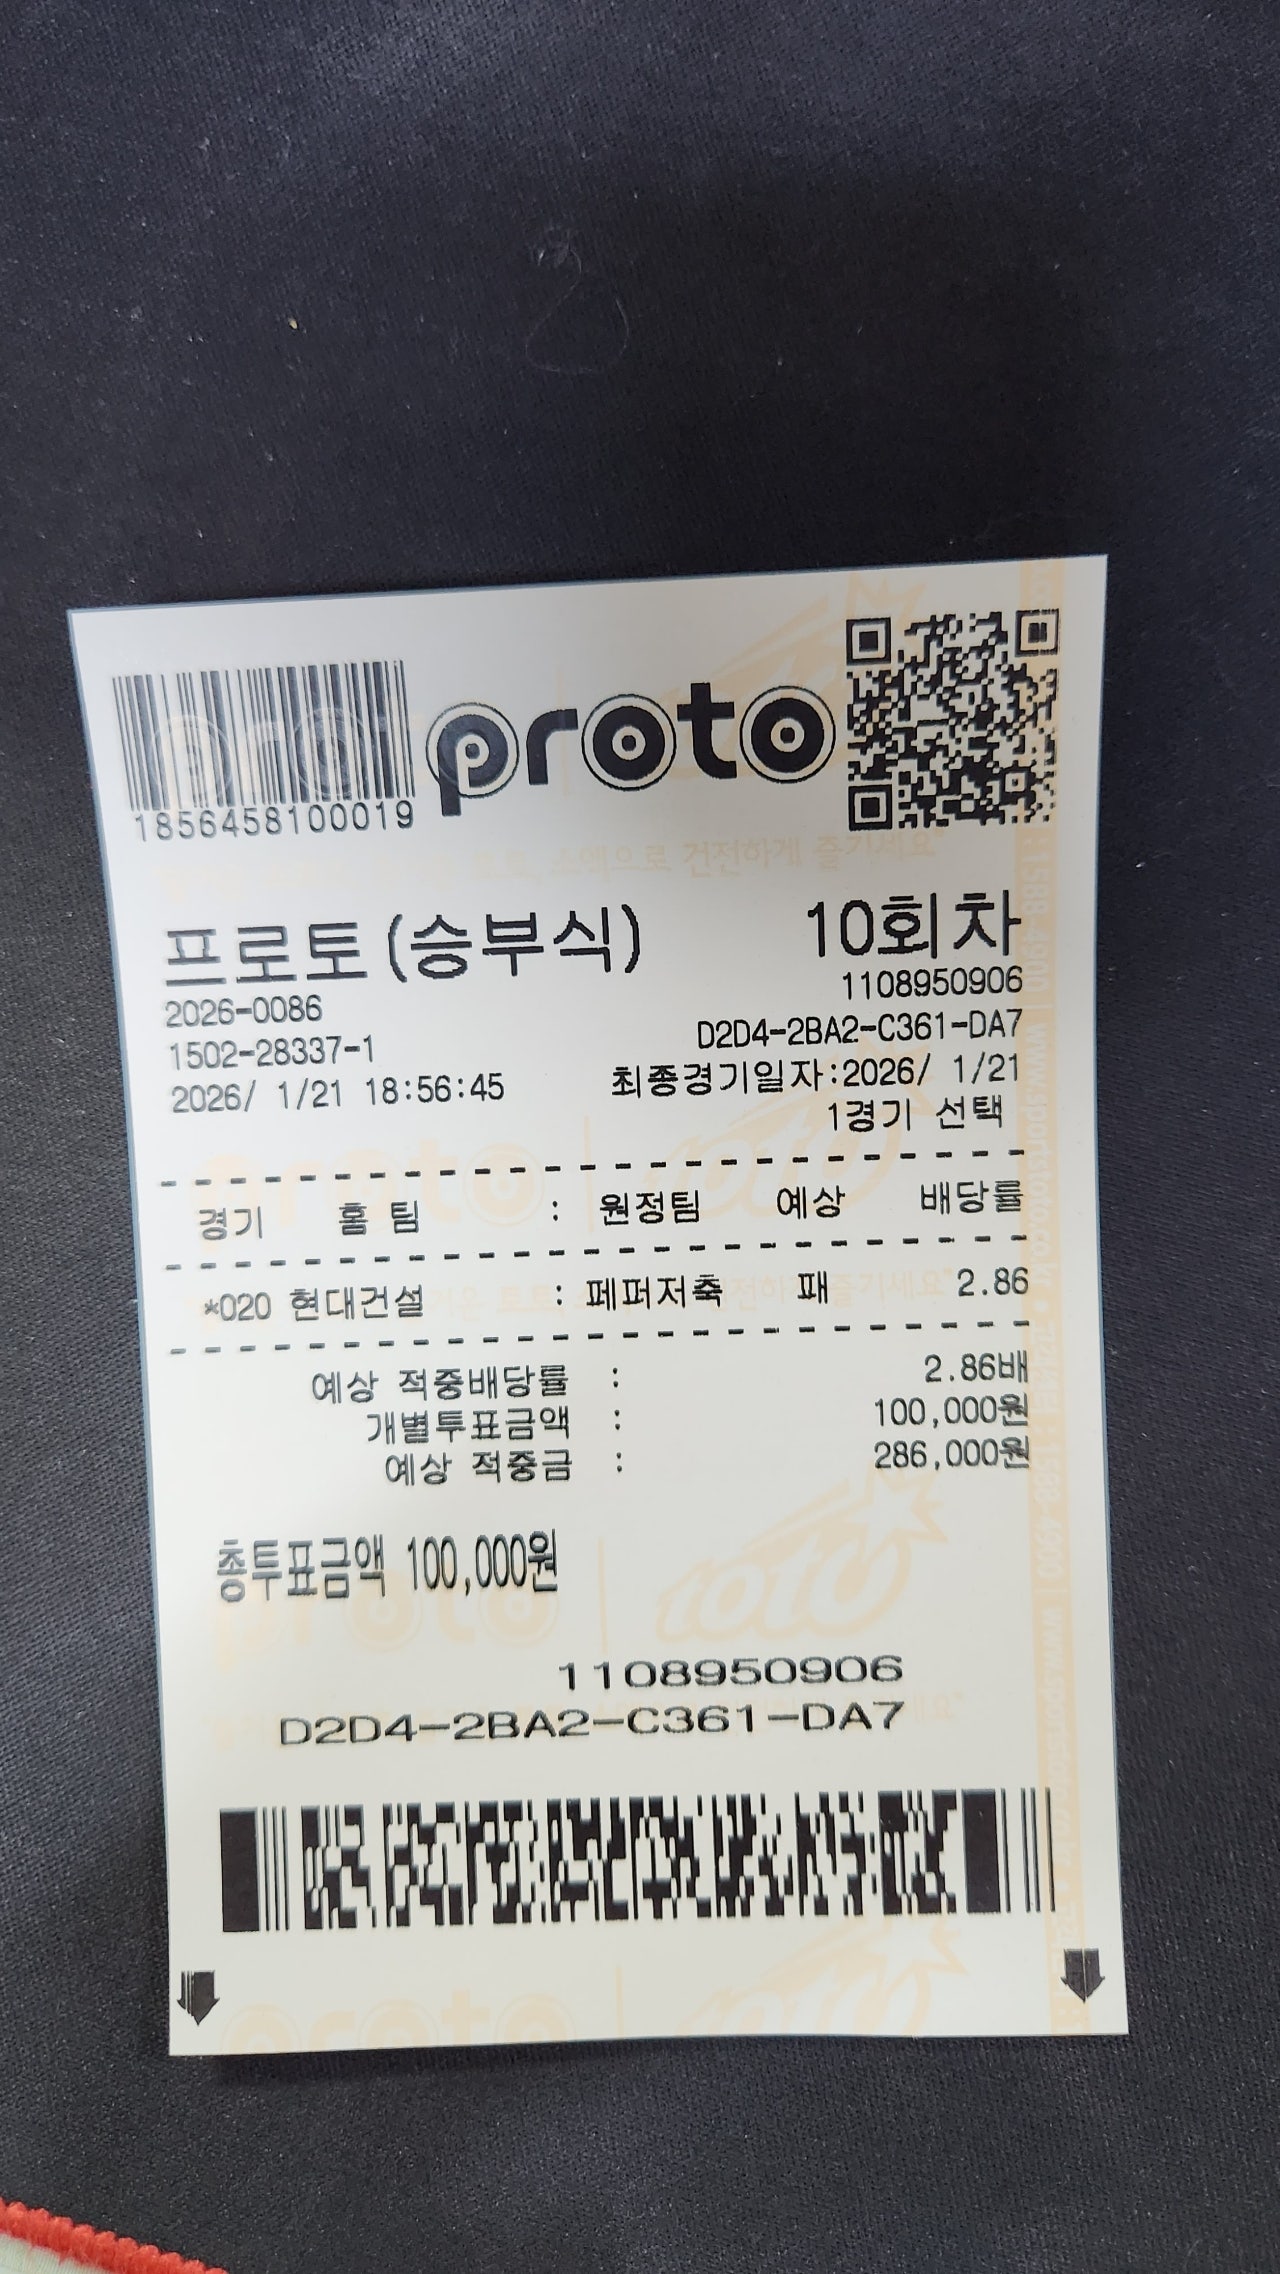 proto
1856458100019
프로토(승부식) 10회차
2026-0086 1108950906
1502-28337-1 D2D4-2BA2-C361-DA7
2026/ 1/21 18:56:45 최종경기일자:2026/ 1/21
1경기 선택
경기 홈 팀 : 원정팀 예상 배당률
*020 현대건설 : 페퍼저축 패 2.86
예상 적중배당률 : 2.86배
개별투표금액 : 100,000원
예상 적중금 : 286,000원
총투표금액 100,000원
1108950906
D2D4-2BA2-C361-DA7